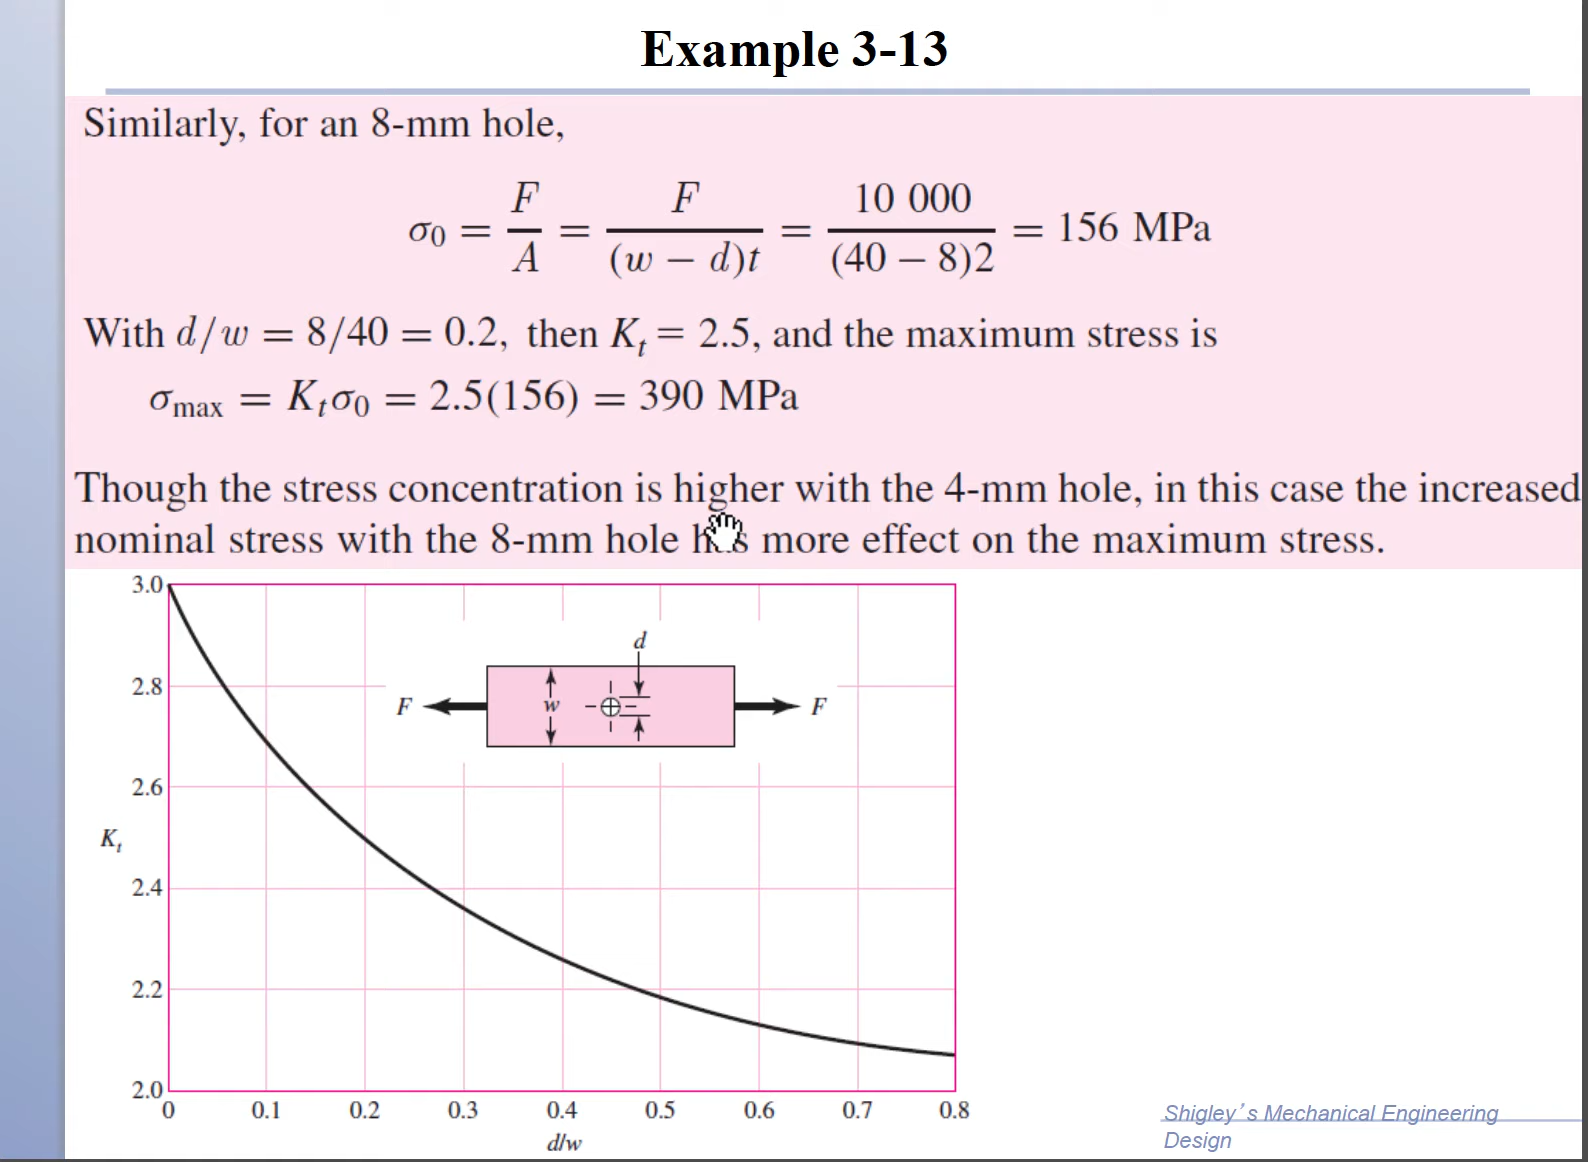 Example 3-13
Similarly, for an 8-mm hole,
σ0 = F/A = F/((w − d)t) = 10 000/((40 − 8)2) = 156 MPa
With d/w = 8/40 = 0.2, then Kt = 2.5, and the maximum stress is
σmax = Ktσ0 = 2.5(156) = 390 MPa
Though the stress concentration is higher with the 4-mm hole, in this case the increased
nominal stress with the 8-mm hole has more effect on the maximum stress.
3.0
2.8
2.6
2.4
2.2
2.0
Kt
d
F
w
F
0 0.1 0.2 0.3 0.4 0.5 0.6 0.7 0.8
d/w
Shigley's Mechanical Engineering
Design